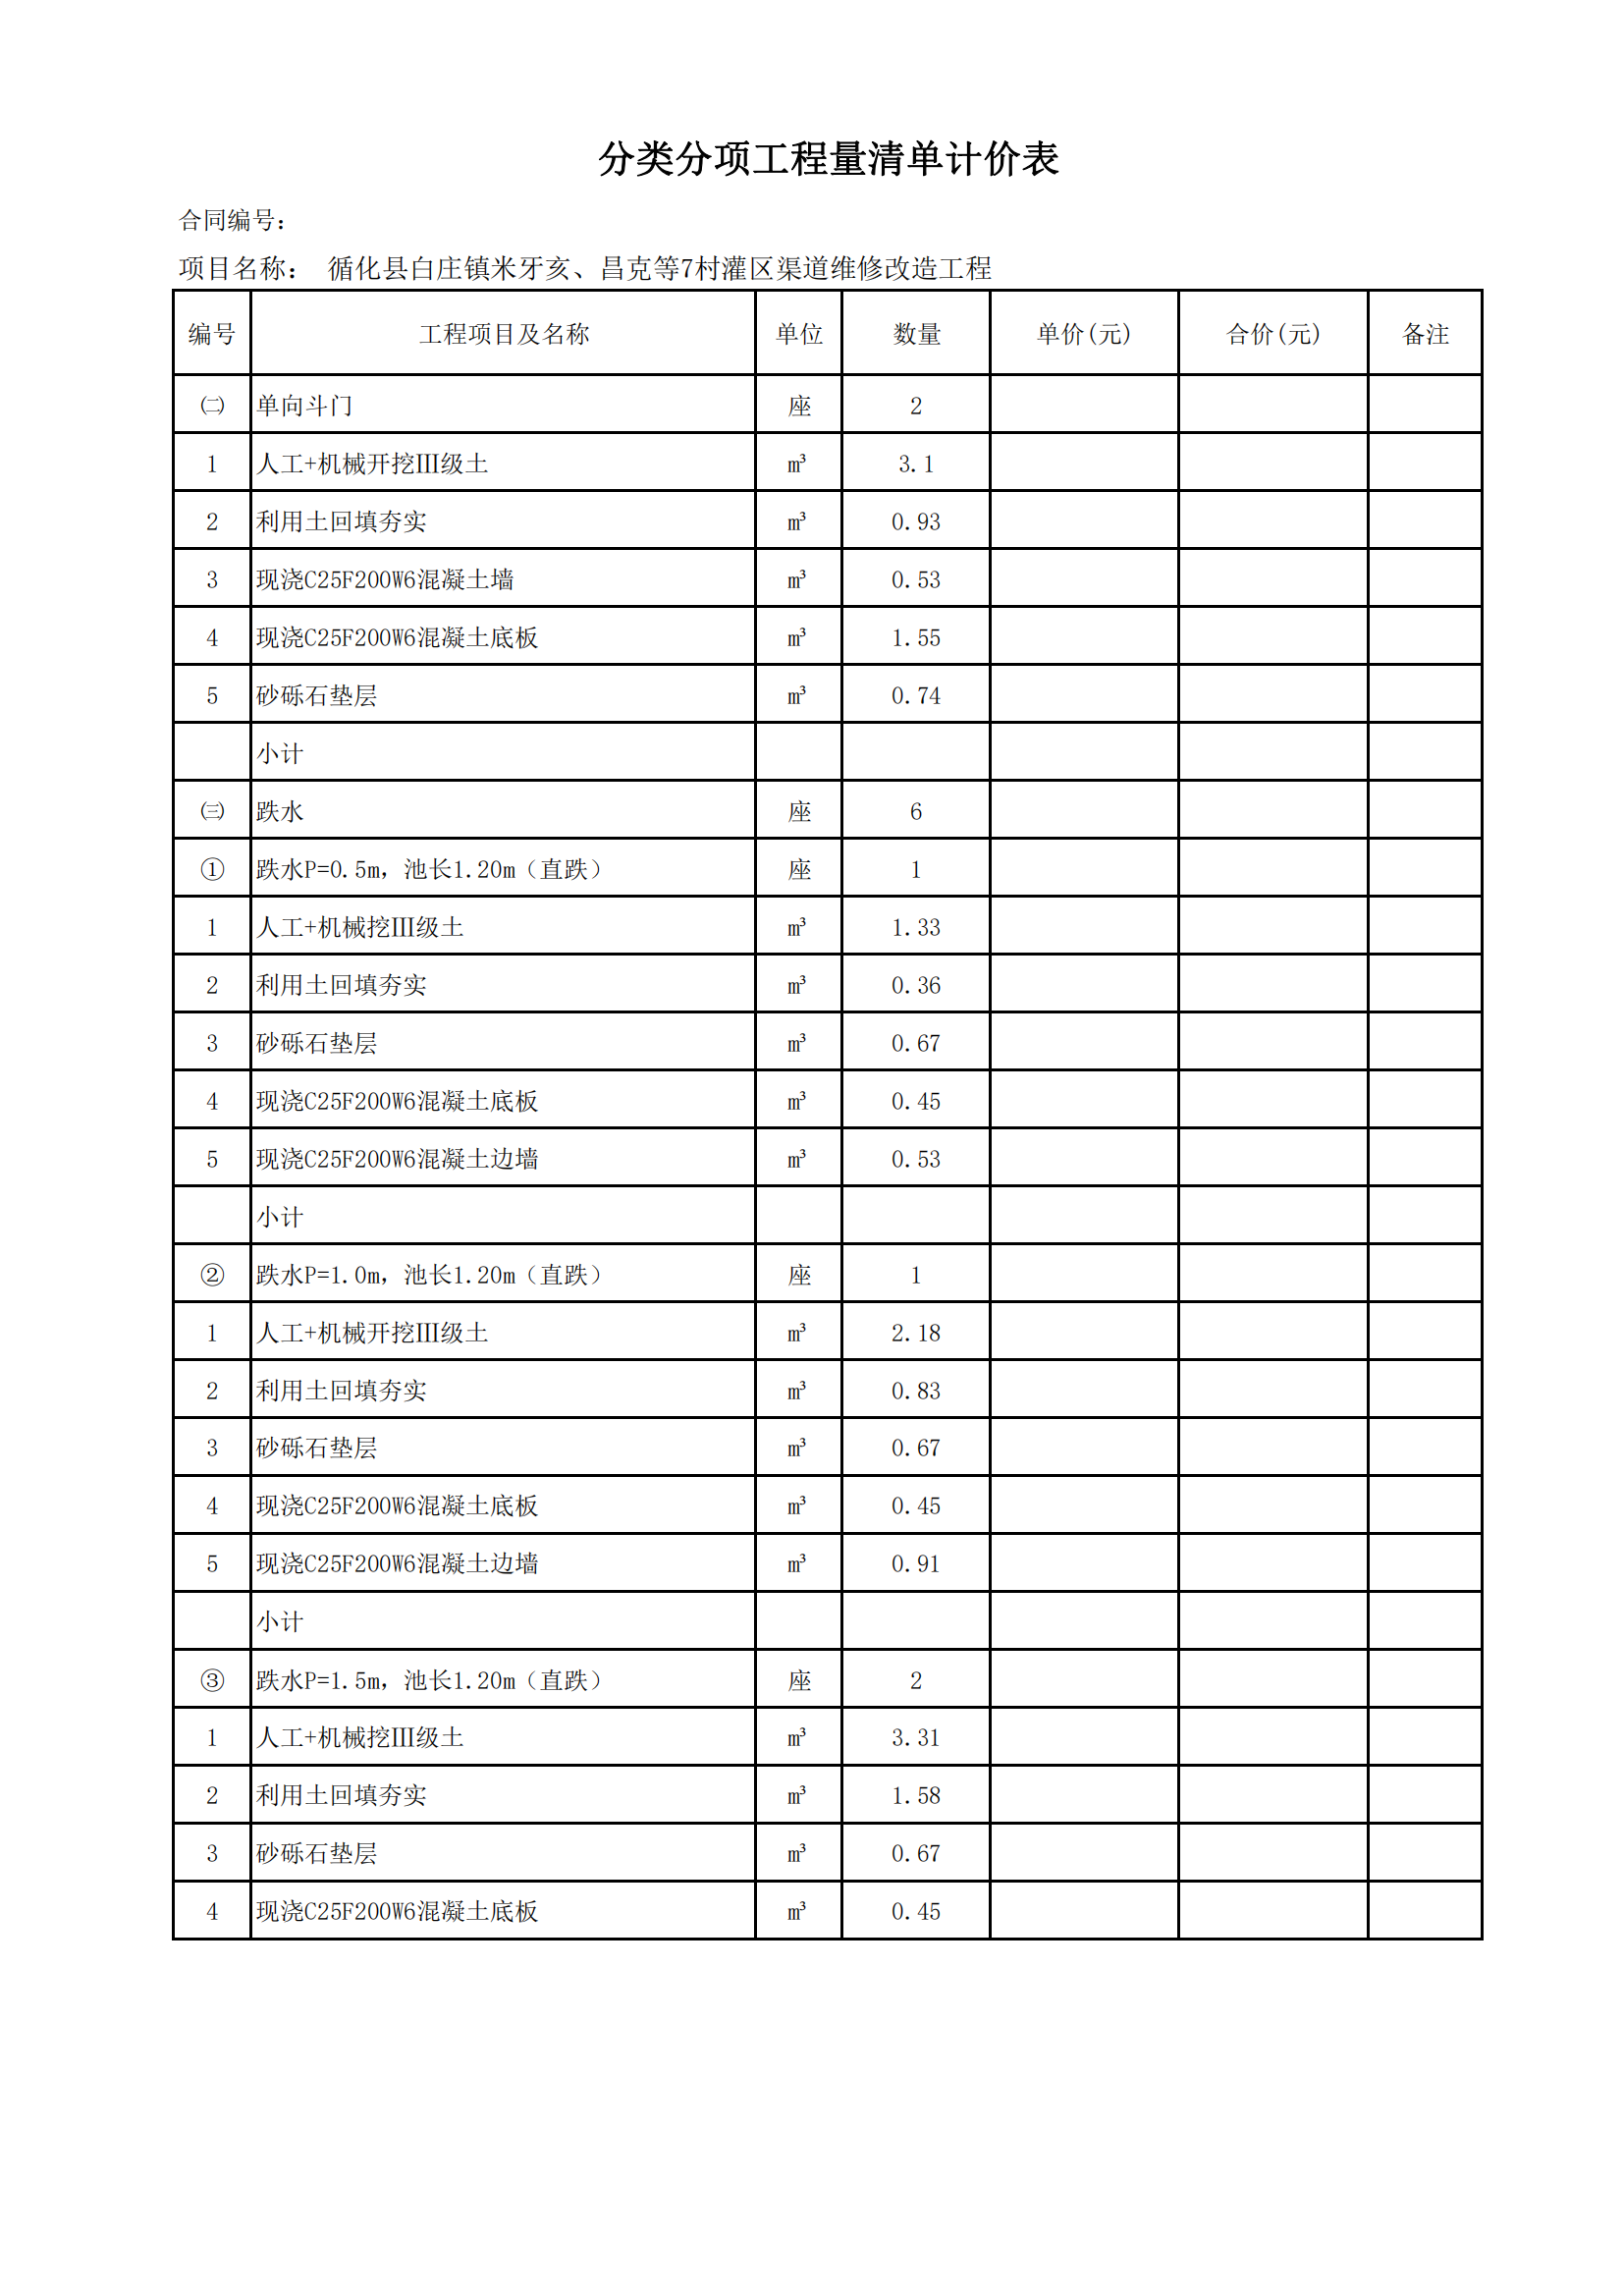 分类分项工程量清单计价表
合同编号：
项目名称： 循化县白庄镇米牙亥、昌克等7村灌区渠道维修改造工程
编号 工程项目及名称 单位 数量 单价(元) 合价(元) 备注
㈡ 单向斗门 座 2
1 人工+机械开挖Ⅲ级土 m³ 3.1
2 利用土回填夯实 m³ 0.93
3 现浇C25F200W6混凝土墙 m³ 0.53
4 现浇C25F200W6混凝土底板 m³ 1.55
5 砂砾石垫层 m³ 0.74
小计
㈢ 跌水 座 6
① 跌水P=0.5m，池长1.20m（直跌） 座 1
1 人工+机械挖Ⅲ级土 m³ 1.33
2 利用土回填夯实 m³ 0.36
3 砂砾石垫层 m³ 0.67
4 现浇C25F200W6混凝土底板 m³ 0.45
5 现浇C25F200W6混凝土边墙 m³ 0.53
小计
② 跌水P=1.0m，池长1.20m（直跌） 座 1
1 人工+机械开挖Ⅲ级土 m³ 2.18
2 利用土回填夯实 m³ 0.83
3 砂砾石垫层 m³ 0.67
4 现浇C25F200W6混凝土底板 m³ 0.45
5 现浇C25F200W6混凝土边墙 m³ 0.91
小计
③ 跌水P=1.5m，池长1.20m（直跌） 座 2
1 人工+机械挖Ⅲ级土 m³ 3.31
2 利用土回填夯实 m³ 1.58
3 砂砾石垫层 m³ 0.67
4 现浇C25F200W6混凝土底板 m³ 0.45